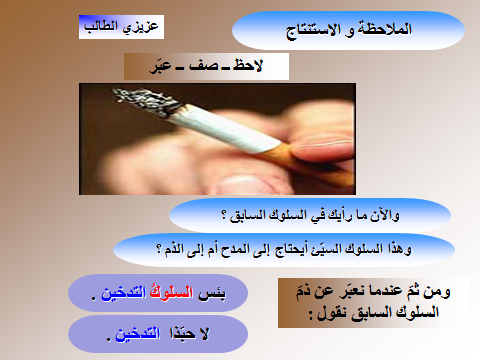 عزيزي الطالب
الملاحظة و الاستنتاج
لاحظ – صف – عبّر
والآن ما رأيك في السلوك السابق ؟
وهذا السلوك السيّئ أيحتاج إلى المدح أم إلى الذم ؟
ومن ثمّ عندما نعبّر عن ذمّ
السلوك السابق نقول :
بئس السلوكُ التدخين .
لا حبّذا التدخين .